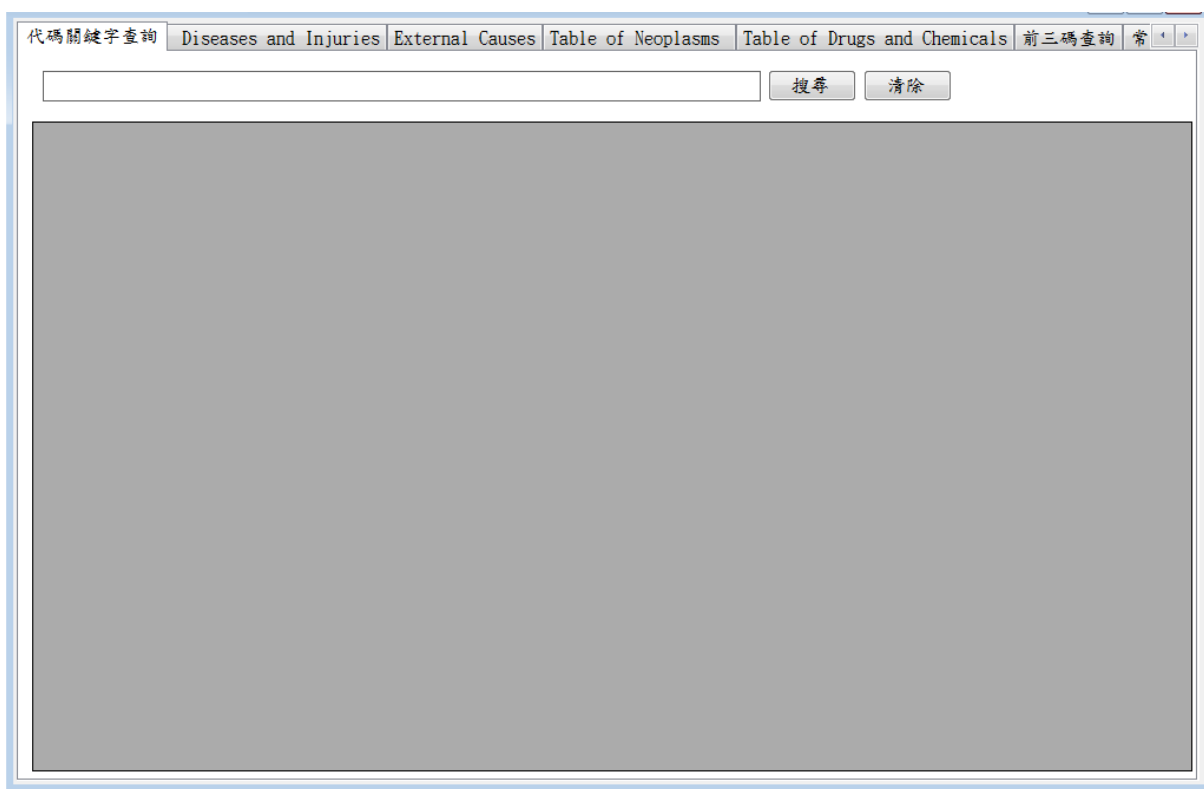 代碼關鍵字查詢 Diseases and Injuries External Causes Table of Neoplasms Table of Drugs and Chemicals 前三碼查詢 常
搜尋 清除